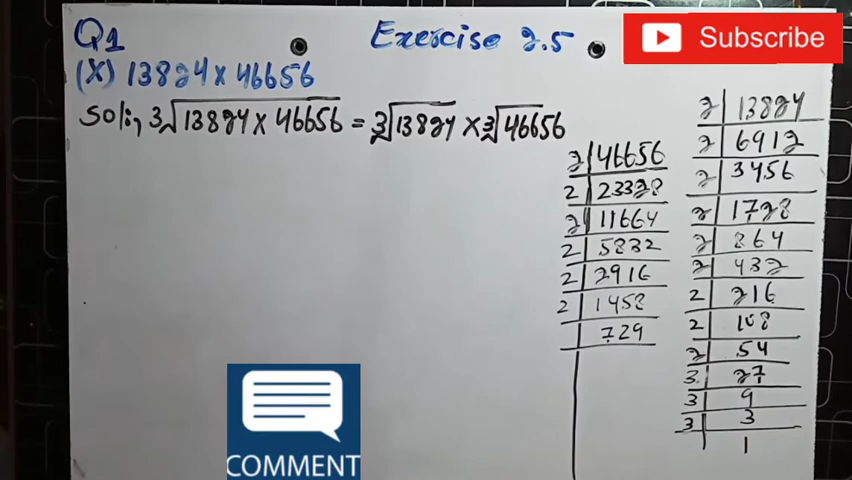 Q1 Exercise 2.5
Subscribe
(X) 13824 x 46656
Sol:, 3√13824 x 46656 = 3√13824 x 3√46656
2 | 46656
2 | 23328
2 | 11664
2 | 5832
2 | 2916
2 | 1458
729
2 | 13824
2 | 6912
2 | 3456
2 | 1728
2 | 864
2 | 432
2 | 216
2 | 108
2 | 54
3 | 27
3 | 9
3 | 3
1
COMMENT